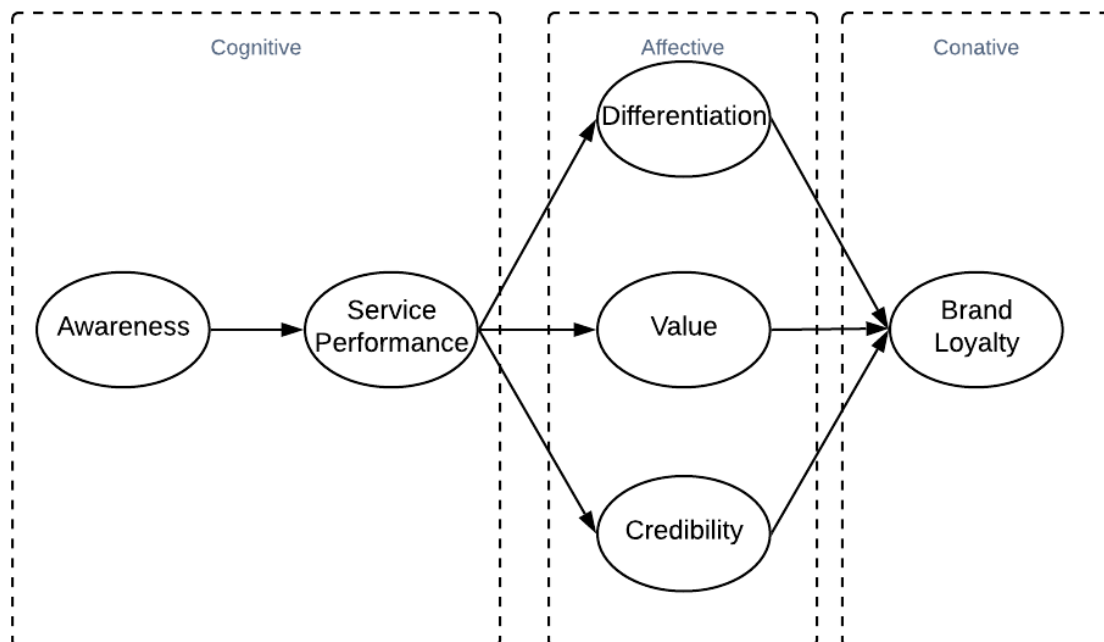 Cognitive
Affective
Conative
Differentiation
Awareness
Service
Performance
Value
Brand
Loyalty
Credibility